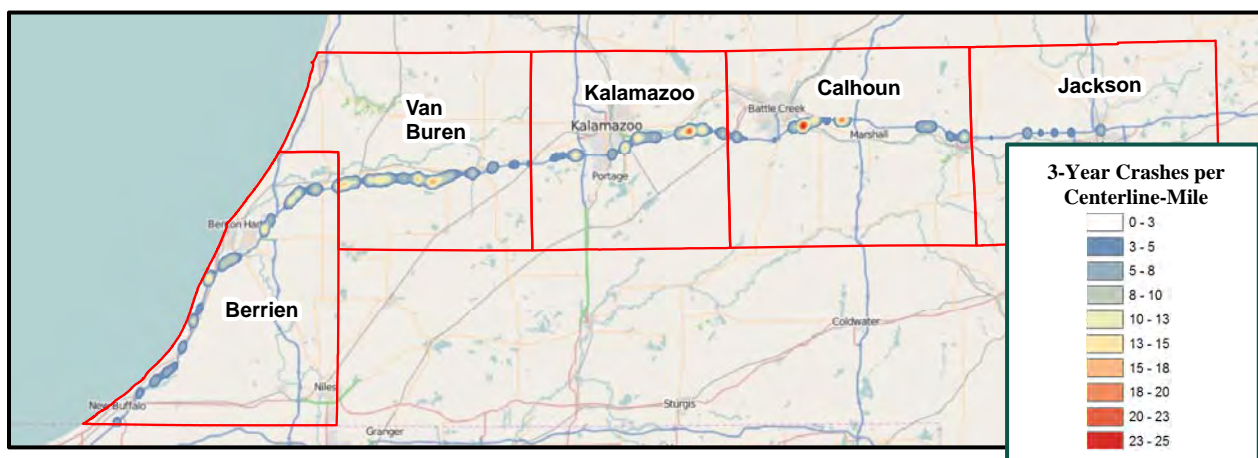 Van
Buren
Kalamazoo
Calhoun
Jackson
Battle Creek
Kalamazoo
Marshall
Portage
Berrien
Coldwater
Niles
New Buffalo
Sturgis
Granger
3-Year Crashes per
Centerline-Mile
0 - 3
3 - 5
5 - 8
8 - 10
10 - 13
13 - 15
15 - 18
18 - 20
20 - 23
23 - 25